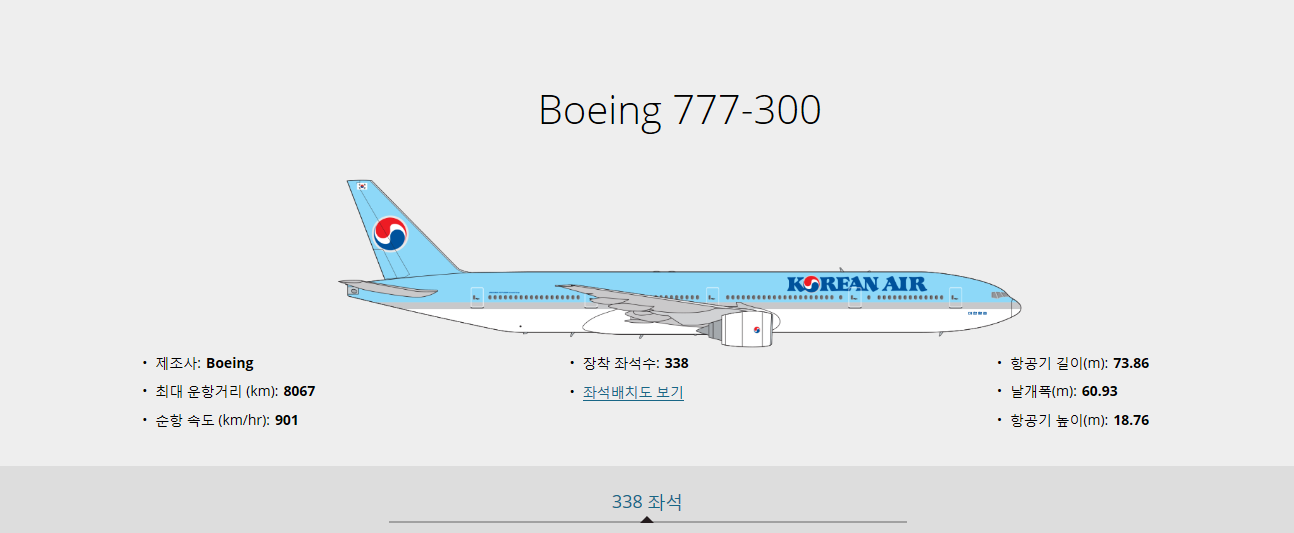 Boeing 777-300
KOREAN AIR
• 제조사: Boeing
• 최대 운항거리 (km): 8067
• 순항 속도 (km/hr): 901
• 장착 좌석수: 338
• 좌석배치도 보기
• 항공기 길이(m): 73.86
• 날개폭(m): 60.93
• 항공기 높이(m): 18.76
338 좌석